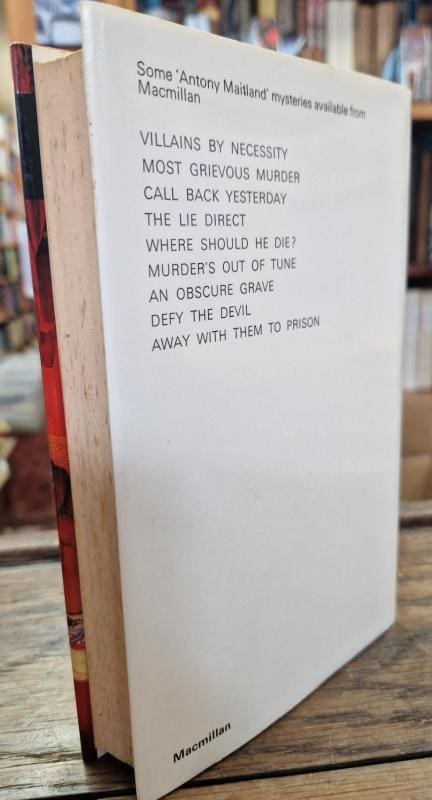 Some 'Antony Maitland' mysteries available from
Macmillan
VILLAINS BY NECESSITY
MOST GRIEVOUS MURDER
CALL BACK YESTERDAY
THE LIE DIRECT
WHERE SHOULD HE DIE?
MURDER'S OUT OF TUNE
AN OBSCURE GRAVE
DEFY THE DEVIL
AWAY WITH THEM TO PRISON
Macmillan